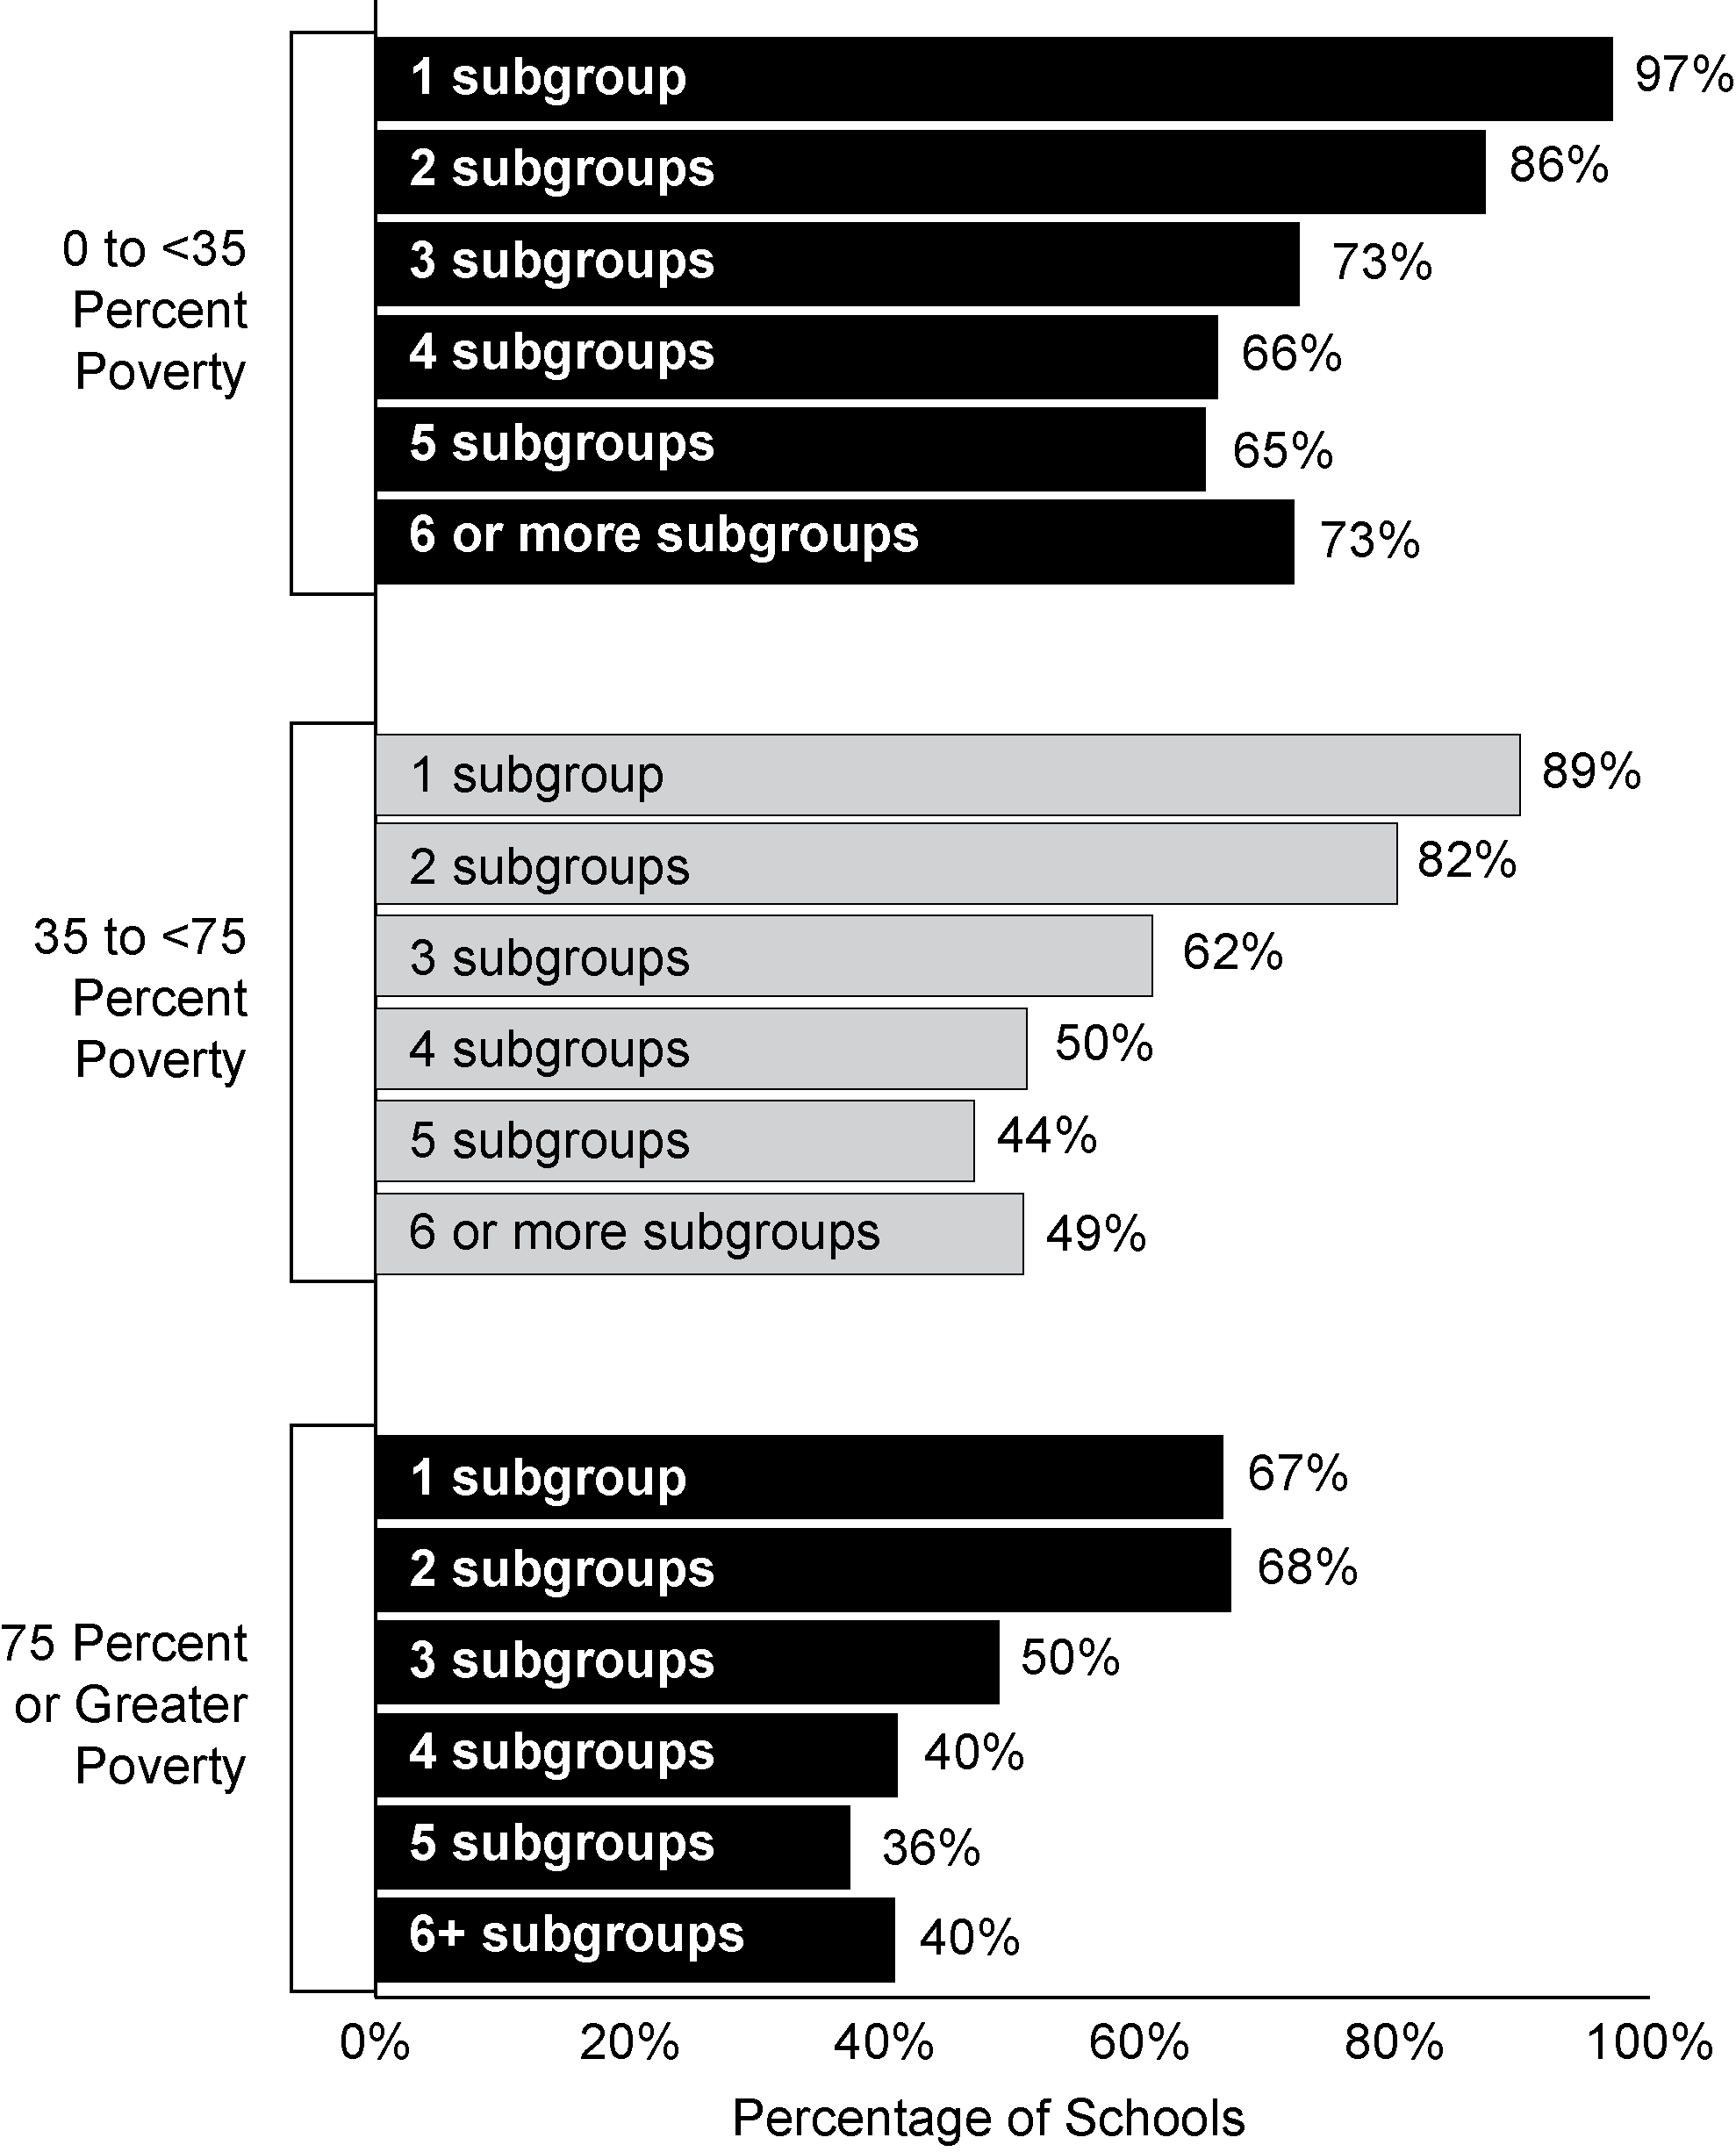 0 to <35
Percent
Poverty
1 subgroup 97%
2 subgroups 86%
3 subgroups 73%
4 subgroups 66%
5 subgroups 65%
6 or more subgroups 73%
35 to <75
Percent
Poverty
1 subgroup 89%
2 subgroups 82%
3 subgroups 62%
4 subgroups 50%
5 subgroups 44%
6 or more subgroups 49%
75 Percent
or Greater
Poverty
1 subgroup 67%
2 subgroups 68%
3 subgroups 50%
4 subgroups 40%
5 subgroups 36%
6+ subgroups 40%
0% 20% 40% 60% 80% 100%
Percentage of Schools